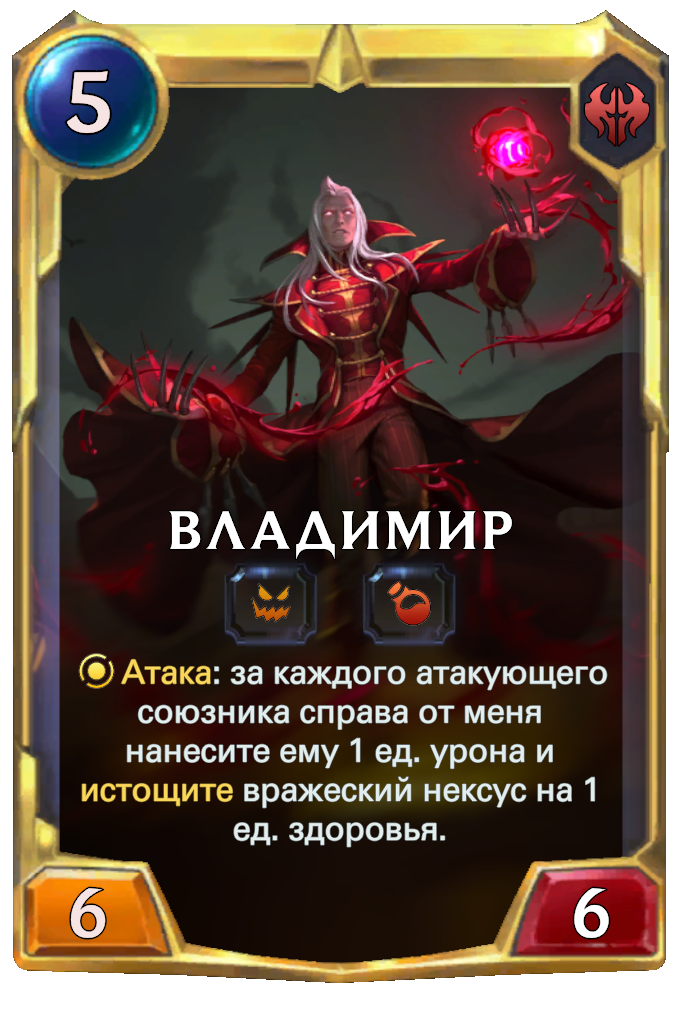 5
ВЛАДИМИР
Атака: за каждого атакующего
союзника справа от меня
нанесите ему 1 ед. урона и
истощите вражеский нексус на 1
ед. здоровья.
6
6